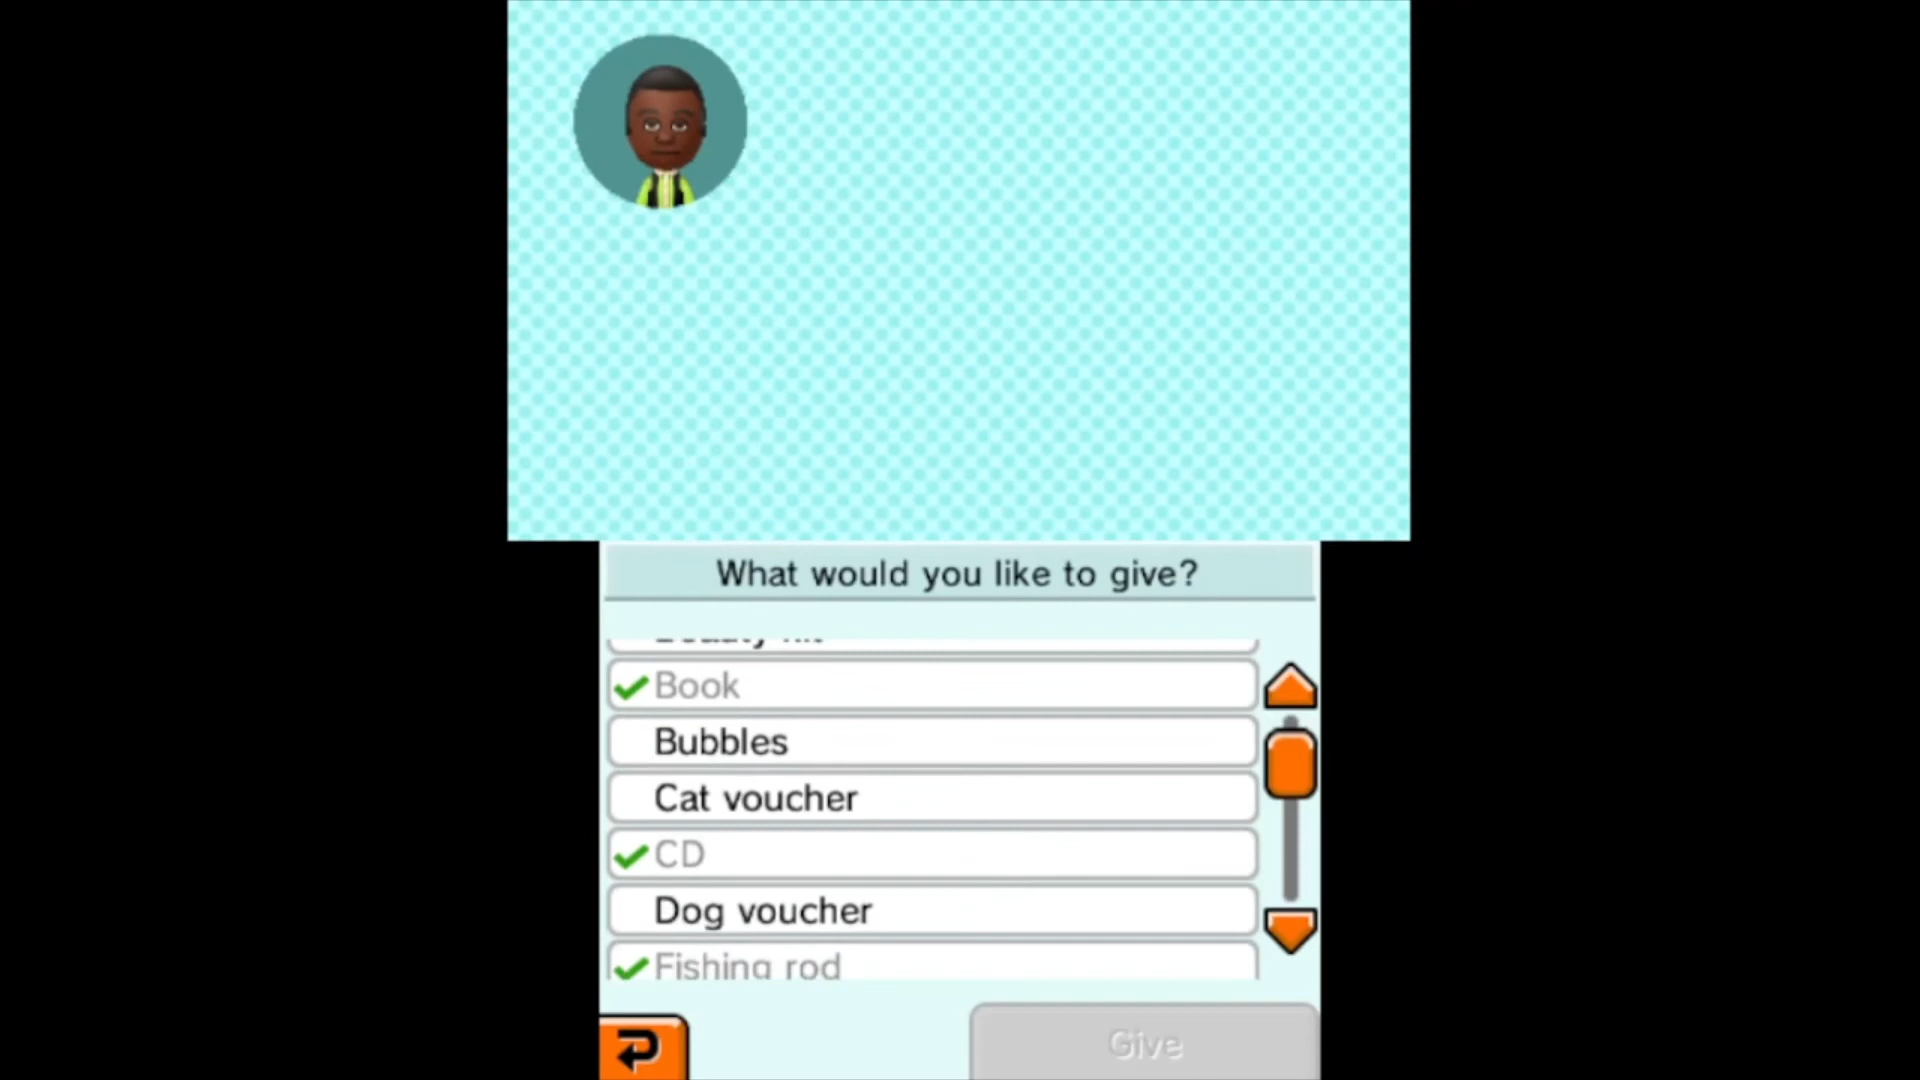 What would you like to give?
Book
Bubbles
Cat voucher
CD
Dog voucher
Fishing rod
Give